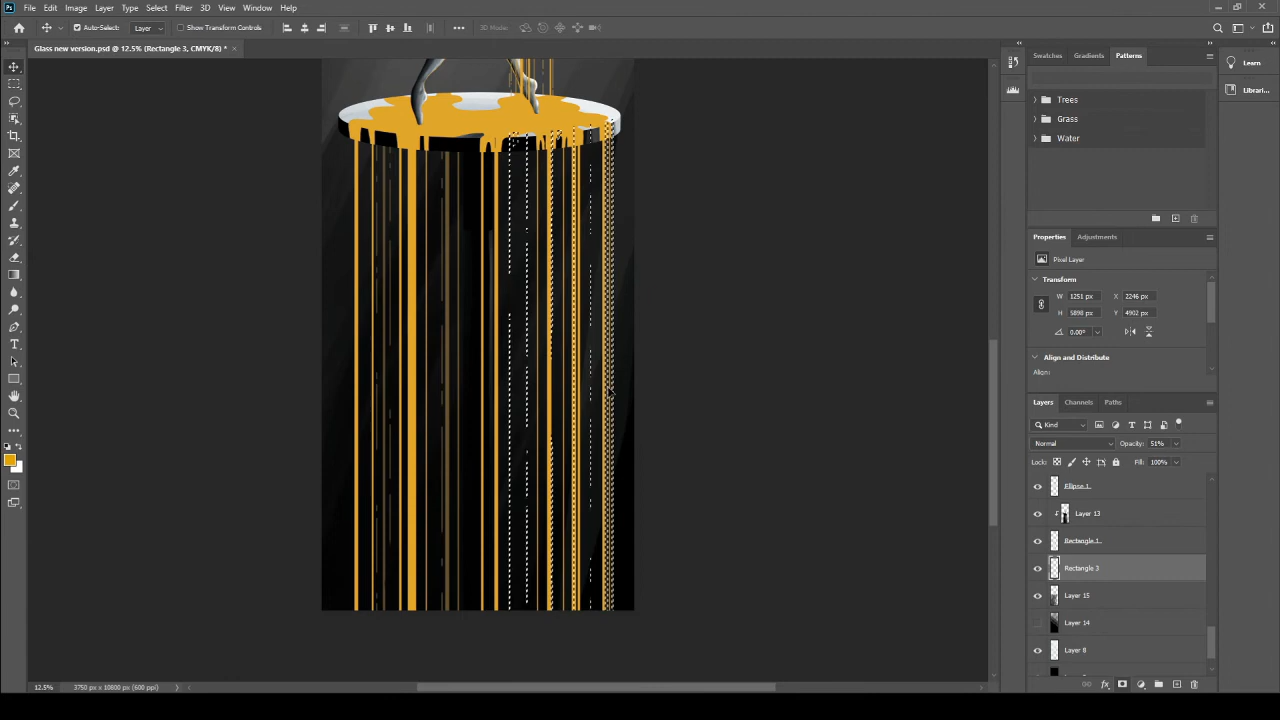 Ps File Edit Image Layer Type Select Filter 3D View Window Help
Auto-Select: Layer Show Transform Controls 3D Mode:
Glass new version.psd @ 12.5% (Rectangle 3, CMYK/8) * ×
Swatches Gradients Patterns
Trees
Grass
Water
Learn
Librari...
Properties Adjustments
Pixel Layer
Transform
W 1251 px X 2246 px
H 5898 px Y 4902 px
0.00°
Align and Distribute
Align:
Layers Channels Paths
Kind
Normal Opacity: 51%
Lock: Fill: 100%
Ellipse 1
Layer 13
Rectangle 1
Rectangle 3
Layer 15
Layer 14
Layer 8
fx
12.5% 3750 px x 10800 px (600 ppi)